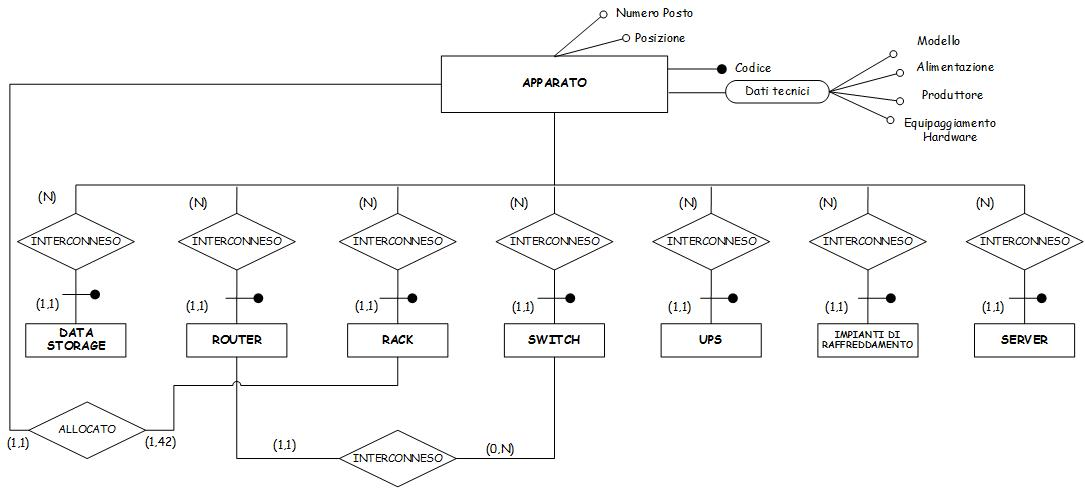 Numero Posto
Posizione
APPARATO
Codice
Dati tecnici
Modello
Alimentazione
Produttore
Equipaggiamento
Hardware
(N)
(N)
(N)
(N)
(N)
(N)
(N)
INTERCONNESO
INTERCONNESO
INTERCONNESO
INTERCONNESO
INTERCONNESO
INTERCONNESO
INTERCONNESO
(1,1)
(1,1)
(1,1)
(1,1)
(1,1)
(1,1)
(1,1)
DATA
STORAGE
ROUTER
RACK
SWITCH
UPS
IMPIANTI DI
RAFFREDDAMENTO
SERVER
ALLOCATO
(1,1)
(1,42)
(1,1)
INTERCONNESO
(0,N)